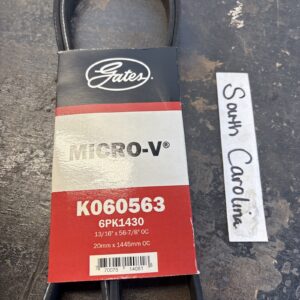 Gates
MICRO-V®
K060563
6PK1430
13/16" x 56-7/8" OC
20mm x 1445mm OC
South Carolina